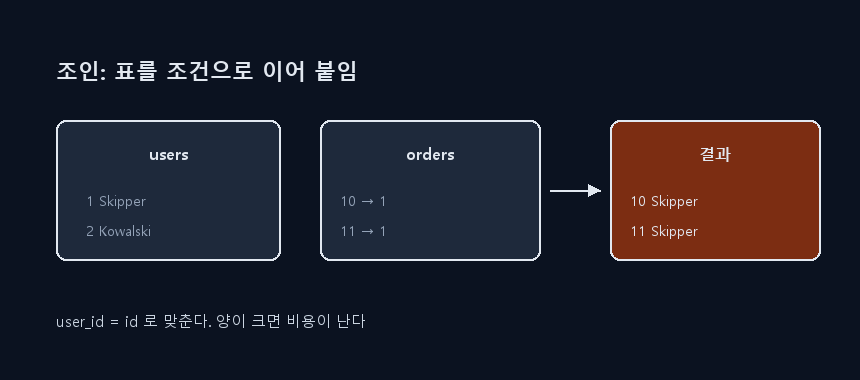 조인: 표를 조건으로 이어 붙임
users
1 Skipper
2 Kowalski
orders
10 → 1
11 → 1
결과
10 Skipper
11 Skipper
user_id = id 로 맞춘다. 양이 크면 비용이 난다